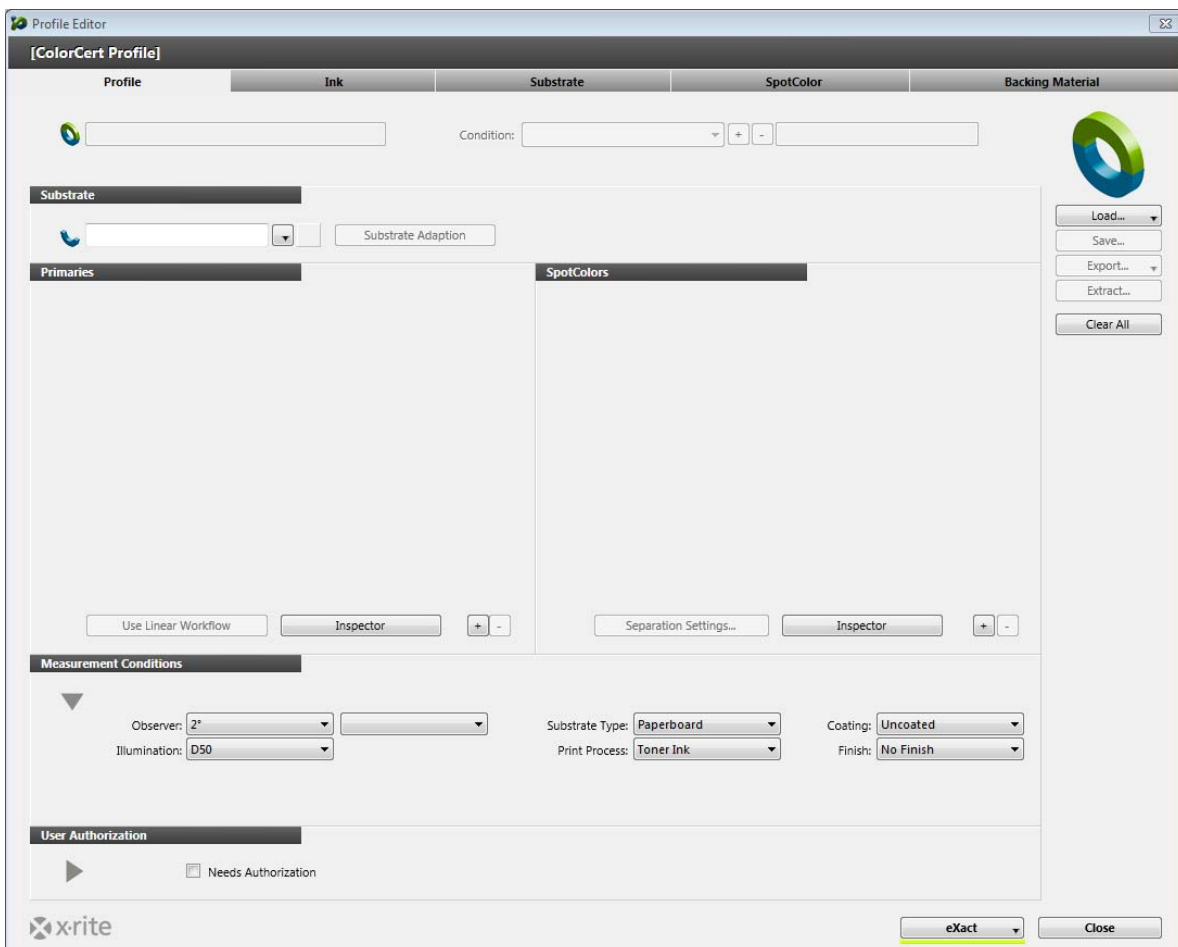 Profile Editor
[ColorCert Profile]
Profile Ink Substrate SpotColor Backing Material
Condition: + -
Substrate
Substrate Adaption
Load...
Save...
Export...
Extract...
Clear All
Primaries SpotColors
Use Linear Workflow Inspector + - Separation Settings... Inspector + -
Measurement Conditions
Observer: 2° Substrate Type: Paperboard Coating: Uncoated
Illumination: D50 Print Process: Toner Ink Finish: No Finish
User Authorization
Needs Authorization
x·rite eXact Close